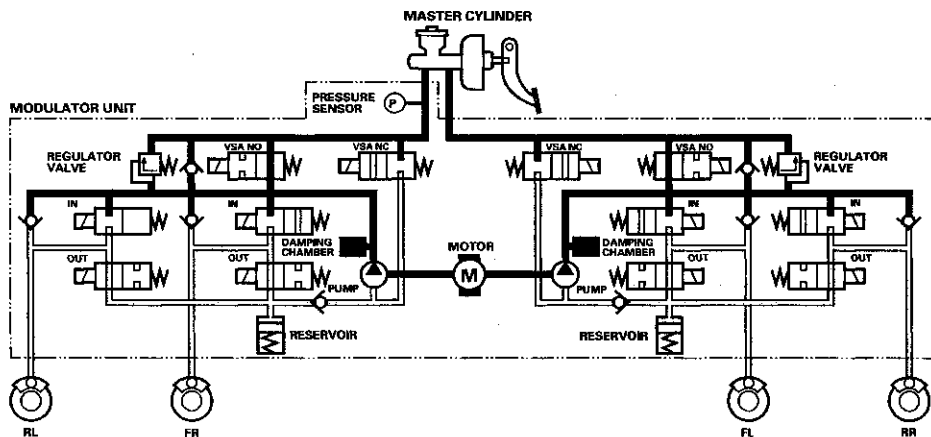 MASTER CYLINDER
PRESSURE
SENSOR
P
MODULATOR UNIT
REGULATOR
VALVE
VSA NO
VSA NC
VSA NC
VSA NO
REGULATOR
VALVE
IN
IN
IN
IN
DAMPING
CHAMBER
MOTOR
M
DAMPING
CHAMBER
OUT
OUT
OUT
OUT
PUMP
PUMP
RESERVOIR
RESERVOIR
RL
FR
FL
RR